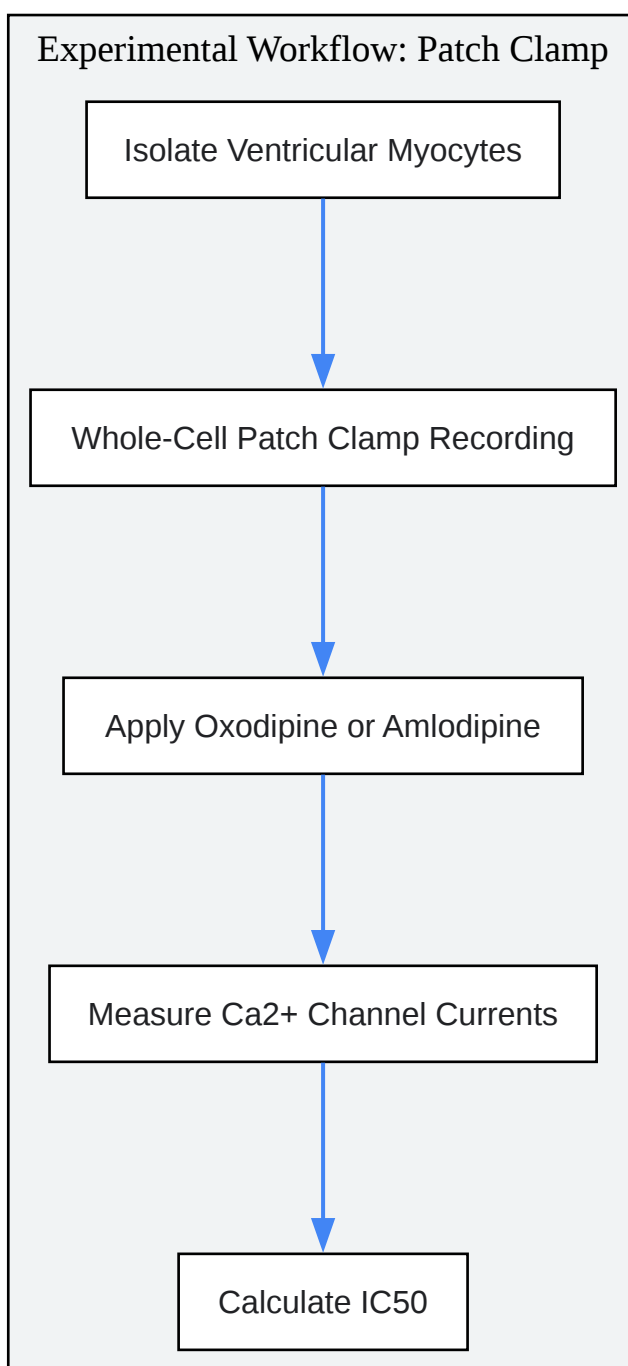 Experimental Workflow: Patch Clamp
Isolate Ventricular Myocytes
Whole-Cell Patch Clamp Recording
Apply Oxodipine or Amlodipine
Measure Ca2+ Channel Currents
Calculate IC50